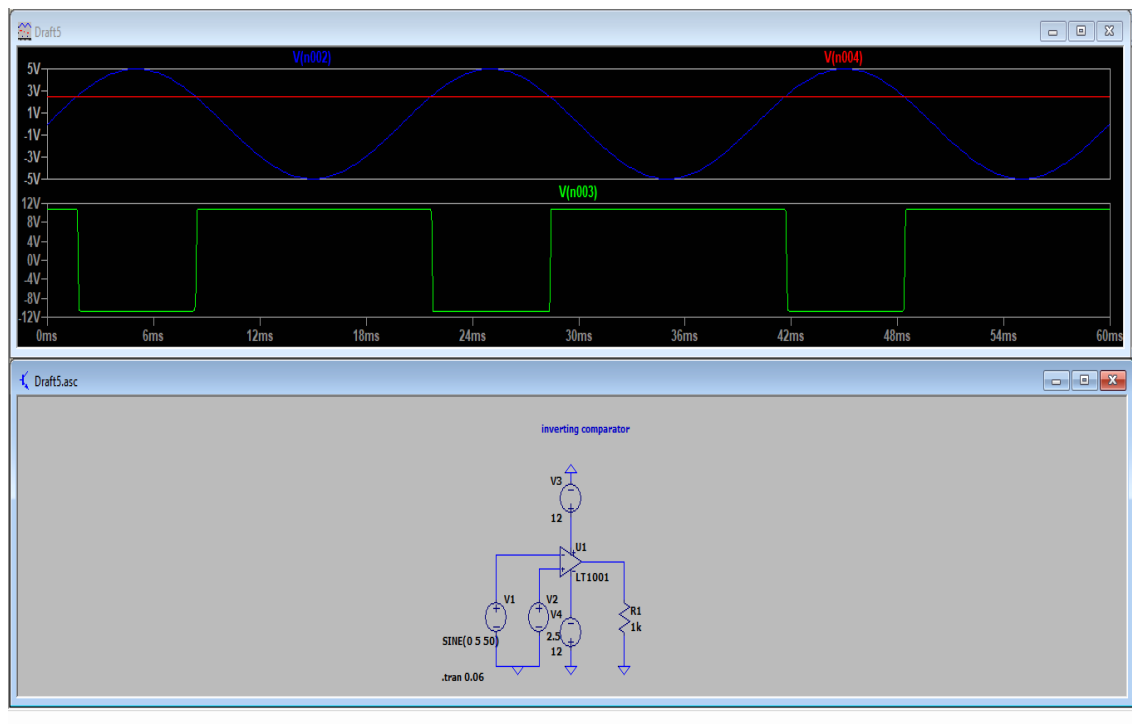 Draft5
V(n002) V(n004)
5V
3V
1V
-1V
-3V
-5V
V(n003)
12V
8V
4V
0V
-4V
-8V
-12V
0ms 6ms 12ms 18ms 24ms 30ms 36ms 42ms 48ms 54ms 60ms
Draft5.asc
inverting comparator
V3
12
U1
LT1001
V1
SINE(0 5 50)
V2
2.5
V4
12
R1
1k
.tran 0.06